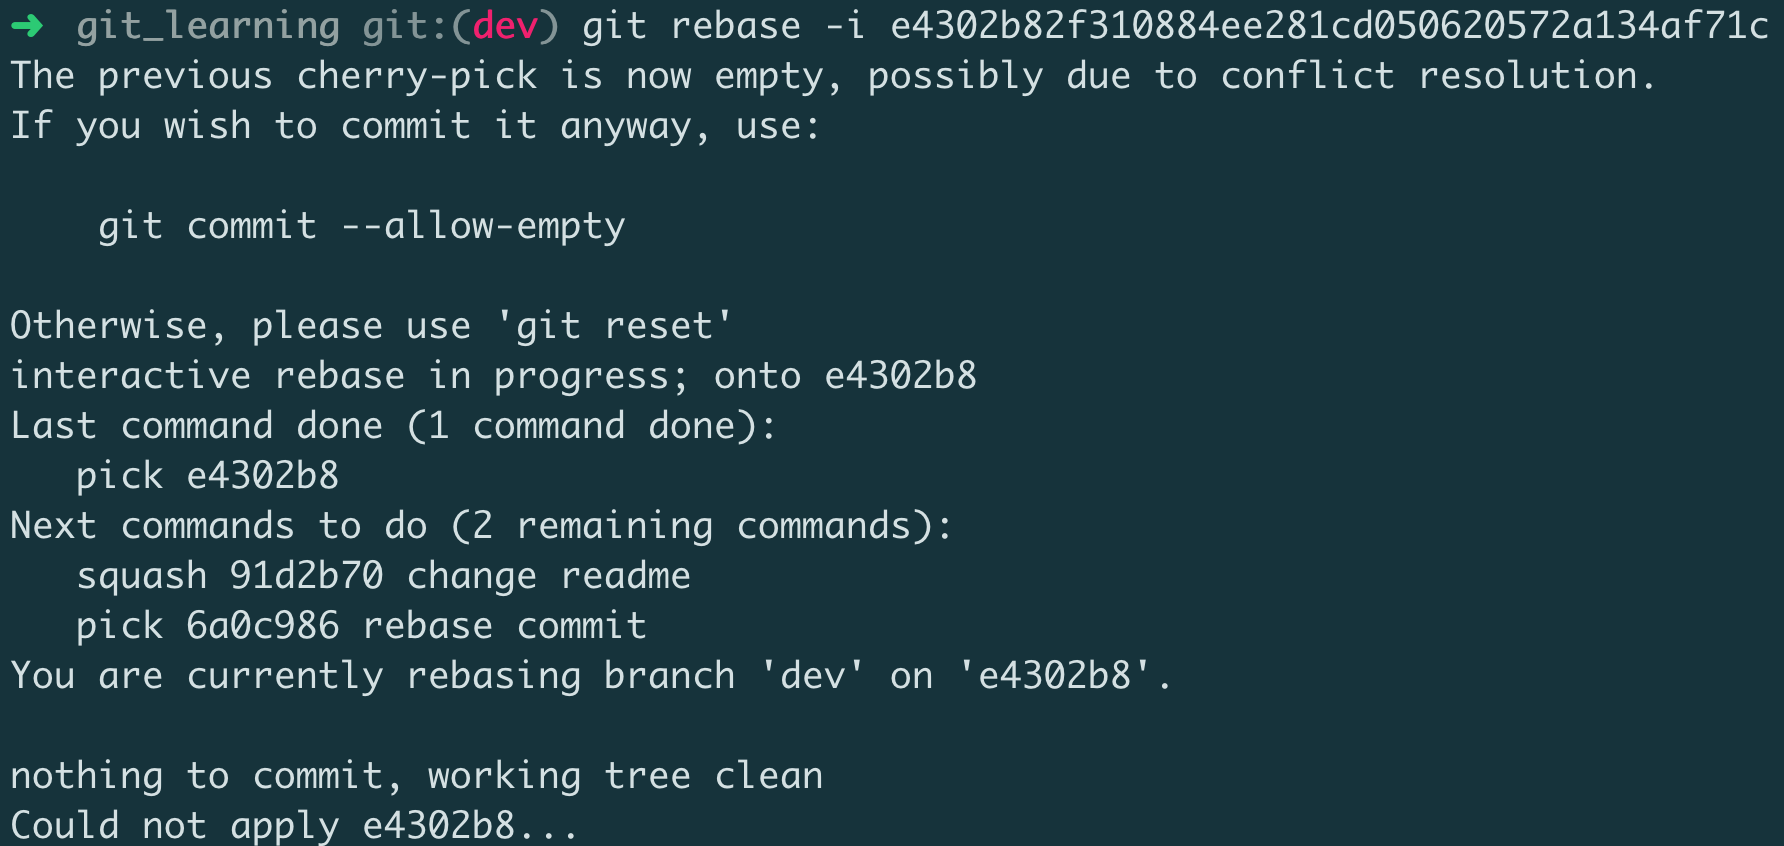 ➜ git_learning git:(dev) git rebase -i e4302b82f310884ee281cd050620572a134af71c
The previous cherry-pick is now empty, possibly due to conflict resolution.
If you wish to commit it anyway, use:
git commit --allow-empty
Otherwise, please use 'git reset'
interactive rebase in progress; onto e4302b8
Last command done (1 command done):
pick e4302b8
Next commands to do (2 remaining commands):
squash 91d2b70 change readme
pick 6a0c986 rebase commit
You are currently rebasing branch 'dev' on 'e4302b8'.
nothing to commit, working tree clean
Could not apply e4302b8...